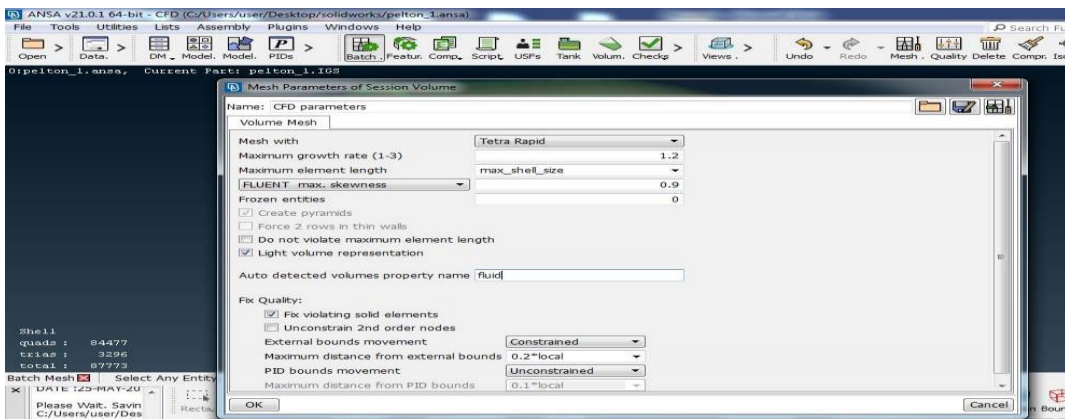 ANSA v21.0.1 64-bit - CFD (C:/Users/user/Desktop/solidworks/pelton_1.ansa)
File Tools Utilities Lists Assembly Plugins Windows Help Search Fu
Open Data. DM. Model. Model. PIDs Batch. Featur. Comp. Script. USFs Tank Volum. Checks Views. Undo Redo Mesh. Quality Delete Compr. Iso
0:pelton_1.ansa, Current Part: pelton_1.IGS
Mesh Parameters of Session Volume
Name: CFD parameters
Volume Mesh
Mesh with Tetra Rapid
Maximum growth rate (1-3) 1.2
Maximum element length max_shell_size
FLUENT max. skewness 0.9
Frozen entities 0
Create pyramids
Force 2 rows in thin walls
Do not violate maximum element length
Light volume representation
Auto detected volumes property name fluid
Fix Quality:
Fix violating solid elements
Unconstrain 2nd order nodes
External bounds movement Constrained
Maximum distance from external bounds 0.2*local
PID bounds movement Unconstrained
Maximum distance from PID bounds 0.1*local
OK Cancel
Shell
quads : 84477
trias : 3296
total : 87773
Batch Mesh Select Any Entity
DATE :25-MAY-20
Please Wait. Savin
C:/Users/user/Des
Recta
n Boun